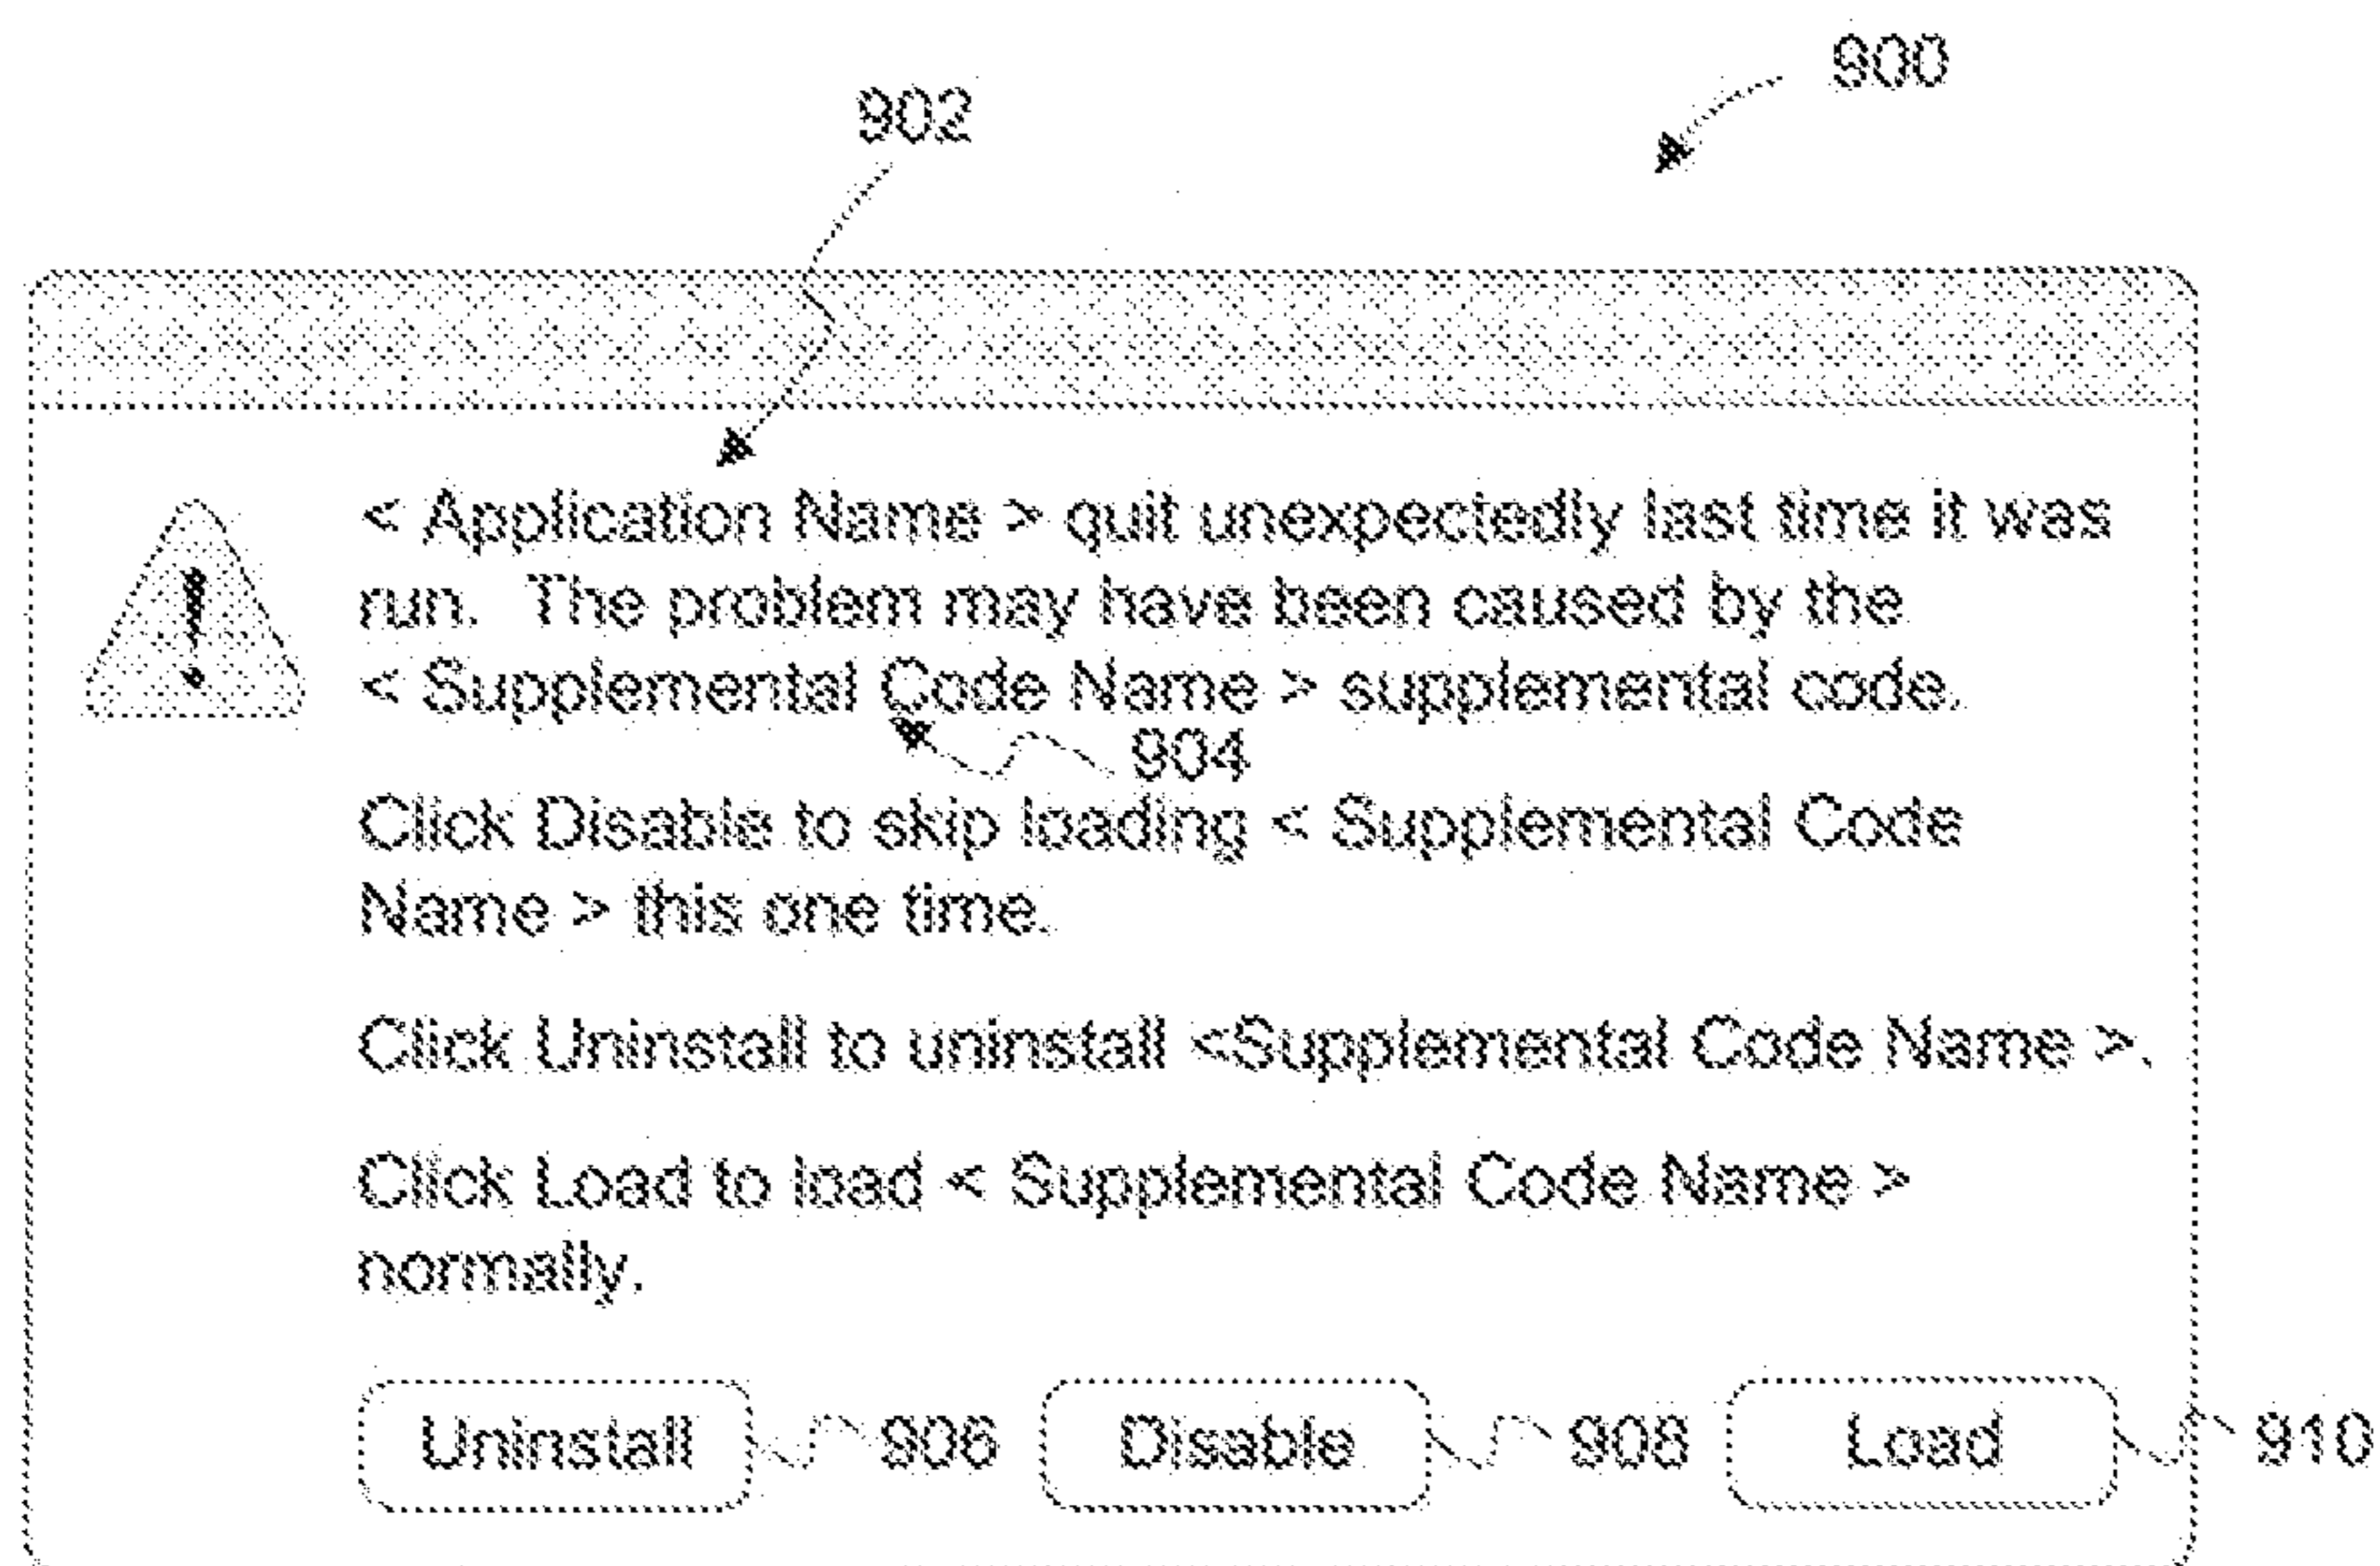 900
902
!
< Application Name > quit unexpectedly last time it was
run. The problem may have been caused by the
< Supplemental Code Name > supplemental code.
904
Click Disable to skip loading < Supplemental Code
Name > this one time.
Click Uninstall to uninstall <Supplemental Code Name >.
Click Load to load < Supplemental Code Name >
normally.
Uninstall 906 Disable 908 Load 910